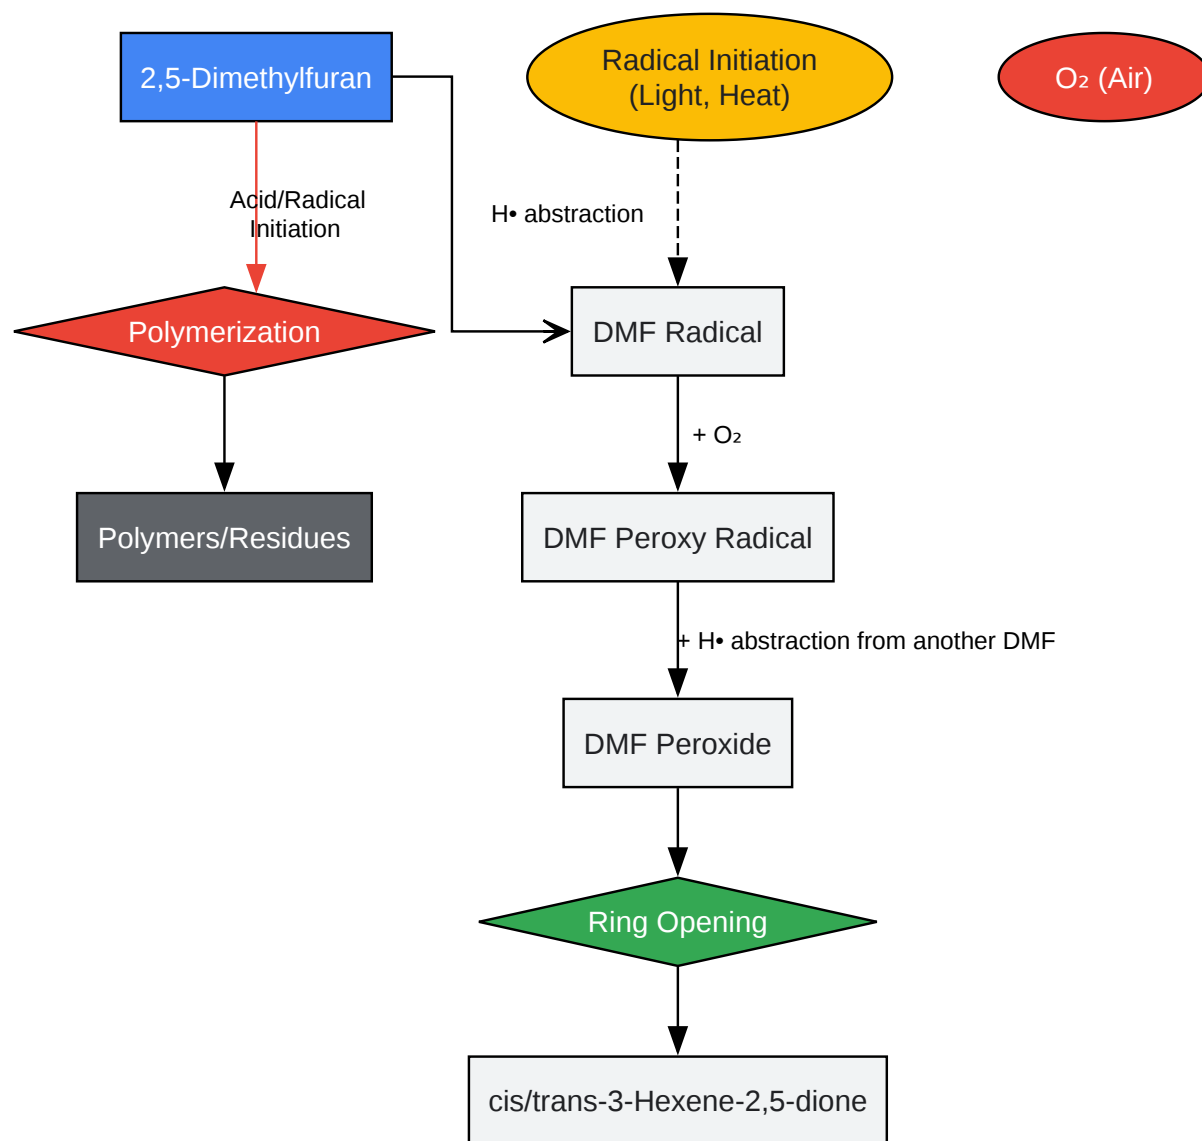 2,5-Dimethylfuran
Radical Initiation
(Light, Heat)
O₂ (Air)
Acid/Radical
Initiation
H• abstraction
Polymerization
DMF Radical
+ O₂
Polymers/Residues
DMF Peroxy Radical
+ H• abstraction from another DMF
DMF Peroxide
Ring Opening
cis/trans-3-Hexene-2,5-dione